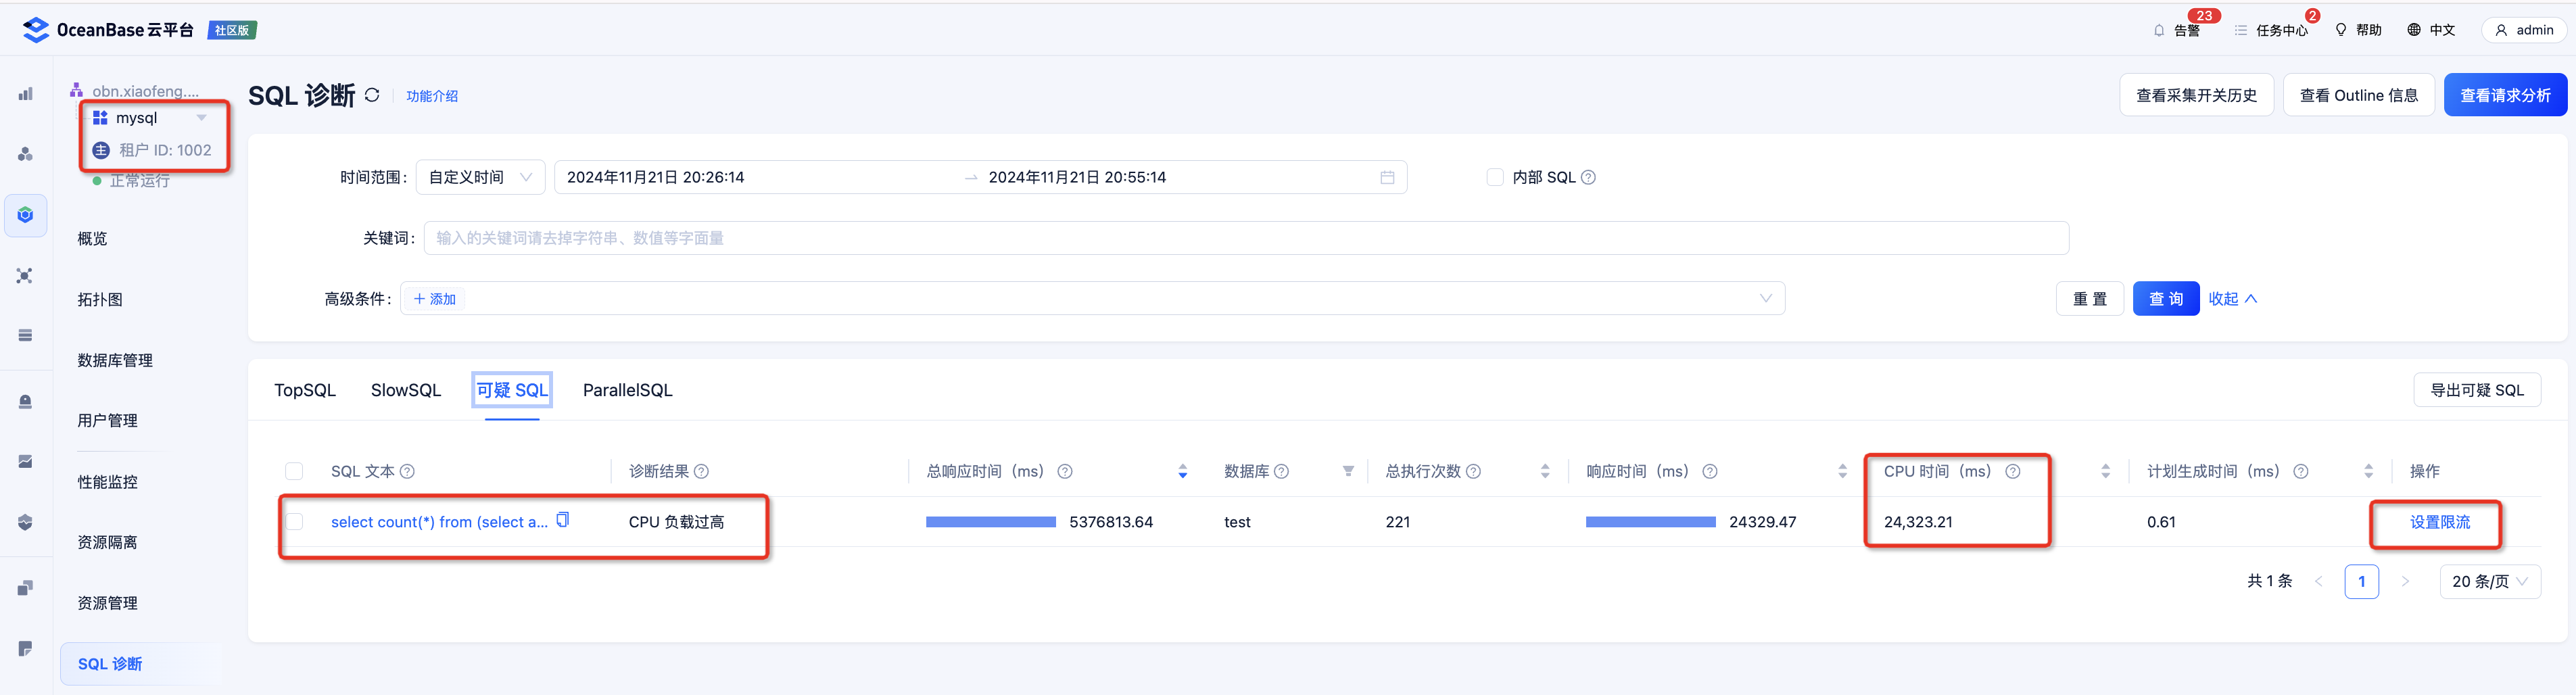 OceanBase 云平台 社区版
告警 23 任务中心 2 帮助 中文 admin
obn.xiaofeng....
mysql
主 租户 ID: 1002
正常运行
概览
拓扑图
数据库管理
用户管理
性能监控
资源隔离
资源管理
SQL 诊断
SQL 诊断 功能介绍
查看采集开关历史 查看 Outline 信息 查看请求分析
时间范围: 自定义时间 2024年11月21日 20:26:14 → 2024年11月21日 20:55:14 内部 SQL
关键词: 输入的关键词请去掉字符串、数值等字面量
高级条件: + 添加 重 置 查 询 收起
TopSQL SlowSQL 可疑 SQL ParallelSQL 导出可疑 SQL
SQL 文本 诊断结果 总响应时间（ms） 数据库 总执行次数 响应时间（ms） CPU 时间（ms） 计划生成时间（ms） 操作
select count(*) from (select a... CPU 负载过高 5376813.64 test 221 24329.47 24,323.21 0.61 设置限流
共 1 条 < 1 > 20 条/页